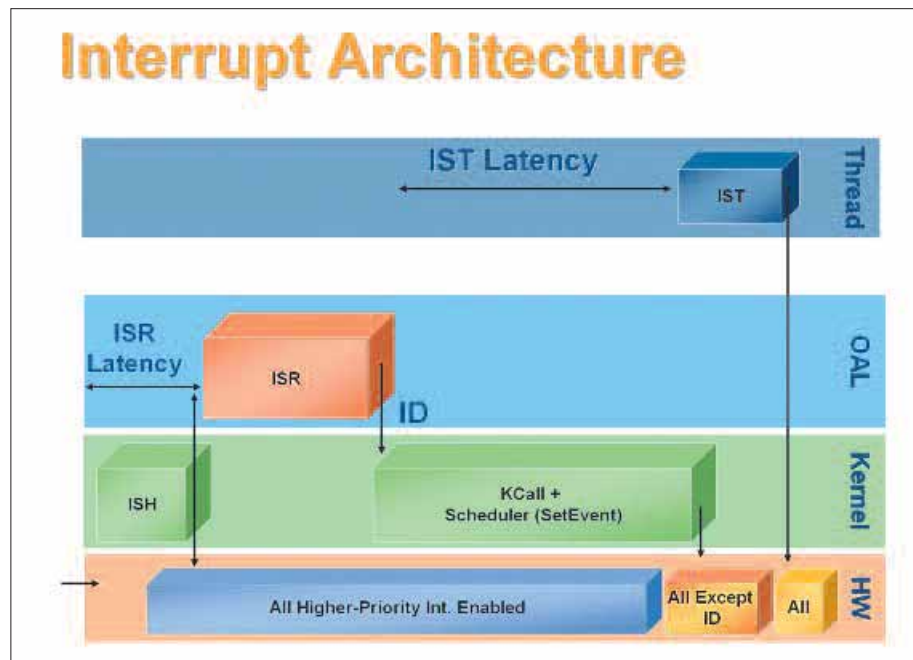 Interrupt Architecture
IST Latency
IST
Thread
ISR
Latency
ISR
ID
OAL
ISH
KCall +
Scheduler (SetEvent)
Kernel
All Higher-Priority Int. Enabled
All Except
ID
All
HW